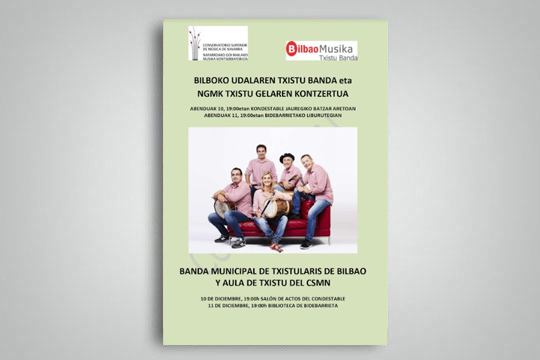 CONSERVATORIO SUPERIOR
DE MÚSICA DE NAVARRA
NAFARROAKO GOI-MAILAKO
MUSIKA KONTSERBATORIOA
BilbaoMusika
Txistu Banda
BILBOKO UDALAREN TXISTU BANDA eta
NGMK TXISTU GELAREN KONTZERTUA
ABENDUAK 10, 19:00etan KONDESTABLE JAUREGIKO BATZAR ARETOAN
ABENDUAK 11, 19:00etan BIDEBARRIETAKO LIBURUTEGIAN
BANDA MUNICIPAL DE TXISTULARIS DE BILBAO
Y AULA DE TXISTU DEL CSMN
10 DE DICIEMBRE, 19:00h SALÓN DE ACTOS DEL CONDESTABLE
11 DE DICIEMBRE, 19:00h BIBLIOTECA DE BIDEBARRIETA